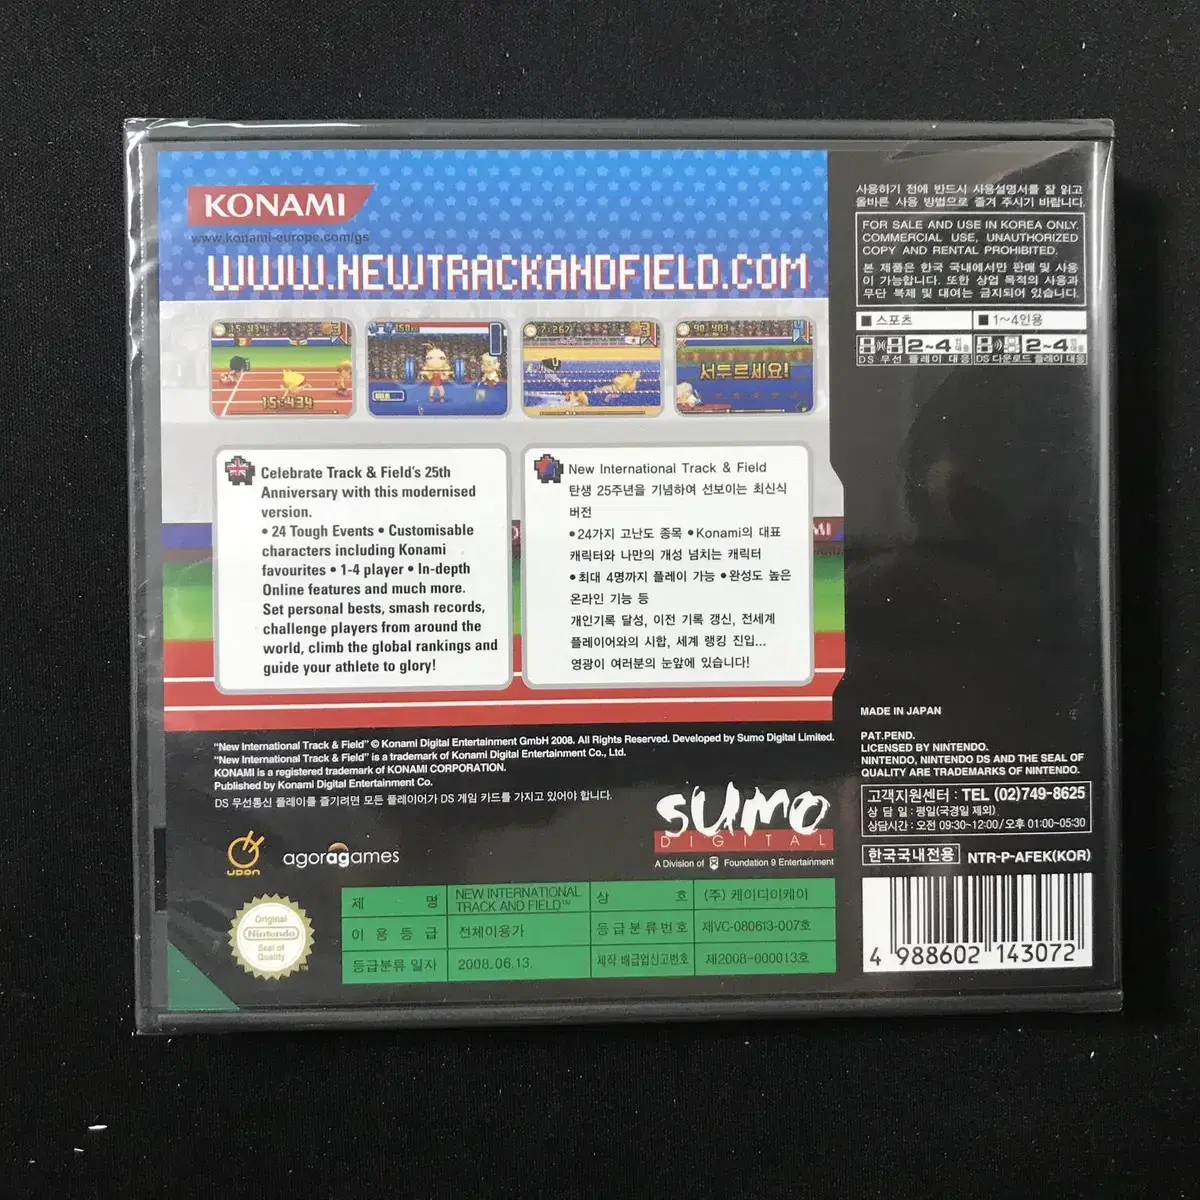 KONAMI
www.konami-europe.com/gs
WWW.NEWTRACKANDFIELD.COM
15:434
15:434
150KG
7:267
90.483
서두르세요!
Celebrate Track & Field's 25th
Anniversary with this modernised
version.
• 24 Tough Events • Customisable
characters including Konami
favourites • 1-4 player • In-depth
Online features and much more.
Set personal bests, smash records,
challenge players from around the
world, climb the global rankings and
guide your athlete to glory!
New International Track & Field
탄생 25주년을 기념하여 선보이는 최신식
버전
•24가지 고난도 종목 •Konami의 대표
캐릭터와 나만의 개성 넘치는 캐릭터
•최대 4명까지 플레이 가능 •완성도 높은
온라인 기능 등
개인기록 달성, 이전 기록 갱신, 전세계
플레이어와의 시합, 세계 랭킹 진입...
영광이 여러분의 눈앞에 있습니다!
사용하기 전에 반드시 사용설명서를 잘 읽고
올바른 사용 방법으로 즐겨 주시기 바랍니다.
FOR SALE AND USE IN KOREA ONLY.
COMMERCIAL USE, UNAUTHORIZED
COPY AND RENTAL PROHIBITED.
본 제품은 한국 국내에서만 판매 및 사용
이 가능합니다. 또한 상업 목적의 사용과
무단 복제 및 대여는 금지되어 있습니다.
■ 스포츠
■ 1~4인용
2~4
DS 무선 플레이 대응
2~4
DS 다운로드 플레이 대응
MADE IN JAPAN
PAT.PEND.
LICENSED BY NINTENDO.
NINTENDO, NINTENDO DS AND THE SEAL OF
QUALITY ARE TRADEMARKS OF NINTENDO.
고객지원센터 : TEL (02)749-8625
상 담 일 : 평일(국경일 제외)
상담시간 : 오전 09:30~12:00/오후 01:00~05:30
한국국내전용 NTR-P-AFEK(KOR)
4 988602 143072
"New International Track & Field" © Konami Digital Entertainment GmbH 2008. All Rights Reserved. Developed by Sumo Digital Limited.
"New International Track & Field" is a trademark of Konami Digital Entertainment Co., Ltd.
KONAMI is a registered trademark of KONAMI CORPORATION.
Published by Konami Digital Entertainment Co.
DS 무선통신 플레이를 즐기려면 모든 플레이어가 DS 게임 카드를 가지고 있어야 합니다.
UDON
agoragames
SUMO
DIGITAL
A Division of Foundation 9 Entertainment
Original
Nintendo
Seal of
Quality
TM
제 명 NEW INTERNATIONAL TRACK AND FIELD™ 상 호 (주) 케이디이케이
이 용 등 급 전체이용가 등급분류번호 제VC-080613-007호
등급분류 일자 2008.06.13. 제작·배급업신고번호 제2008-000013호